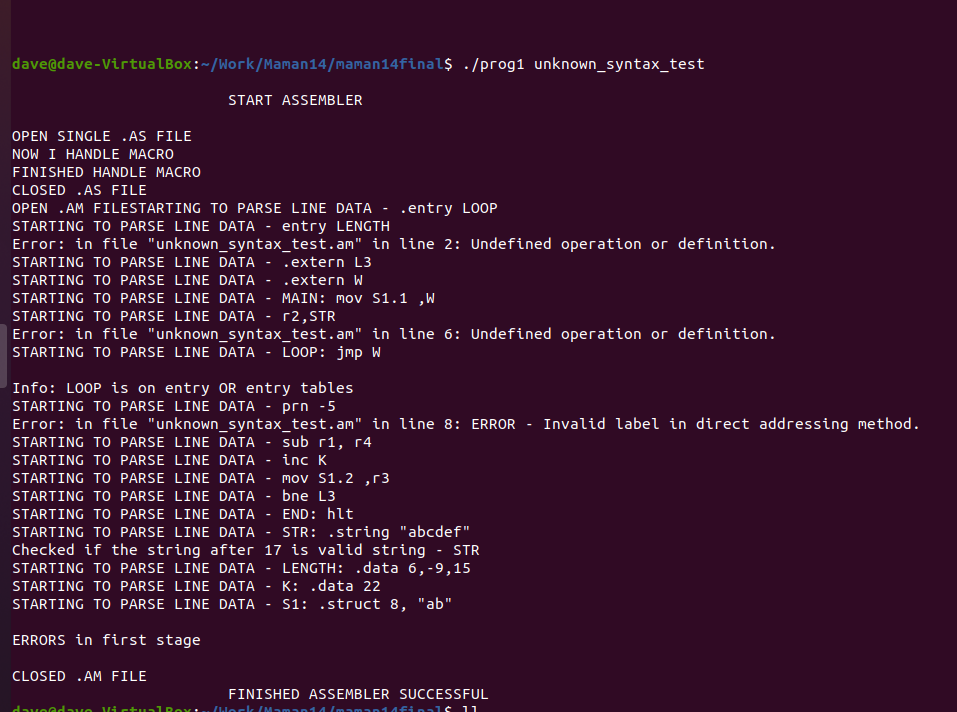 dave@dave-VirtualBox:~/Work/Maman14/maman14final$ ./prog1 unknown_syntax_test
START ASSEMBLER
OPEN SINGLE .AS FILE
NOW I HANDLE MACRO
FINISHED HANDLE MACRO
CLOSED .AS FILE
OPEN .AM FILESTARTING TO PARSE LINE DATA - .entry LOOP
STARTING TO PARSE LINE DATA - entry LENGTH
Error: in file "unknown_syntax_test.am" in line 2: Undefined operation or definition.
STARTING TO PARSE LINE DATA - .extern L3
STARTING TO PARSE LINE DATA - .extern W
STARTING TO PARSE LINE DATA - MAIN: mov S1.1 ,W
STARTING TO PARSE LINE DATA - r2,STR
Error: in file "unknown_syntax_test.am" in line 6: Undefined operation or definition.
STARTING TO PARSE LINE DATA - LOOP: jmp W
Info: LOOP is on entry OR entry tables
STARTING TO PARSE LINE DATA - prn -5
Error: in file "unknown_syntax_test.am" in line 8: ERROR - Invalid label in direct addressing method.
STARTING TO PARSE LINE DATA - sub r1, r4
STARTING TO PARSE LINE DATA - inc K
STARTING TO PARSE LINE DATA - mov S1.2 ,r3
STARTING TO PARSE LINE DATA - bne L3
STARTING TO PARSE LINE DATA - END: hlt
STARTING TO PARSE LINE DATA - STR: .string "abcdef"
Checked if the string after 17 is valid string - STR
STARTING TO PARSE LINE DATA - LENGTH: .data 6,-9,15
STARTING TO PARSE LINE DATA - K: .data 22
STARTING TO PARSE LINE DATA - S1: .struct 8, "ab"
ERRORS in first stage
CLOSED .AM FILE
FINISHED ASSEMBLER SUCCESSFUL
dave@dave-VirtualBox:~/Work/Maman14/maman14final$ ll